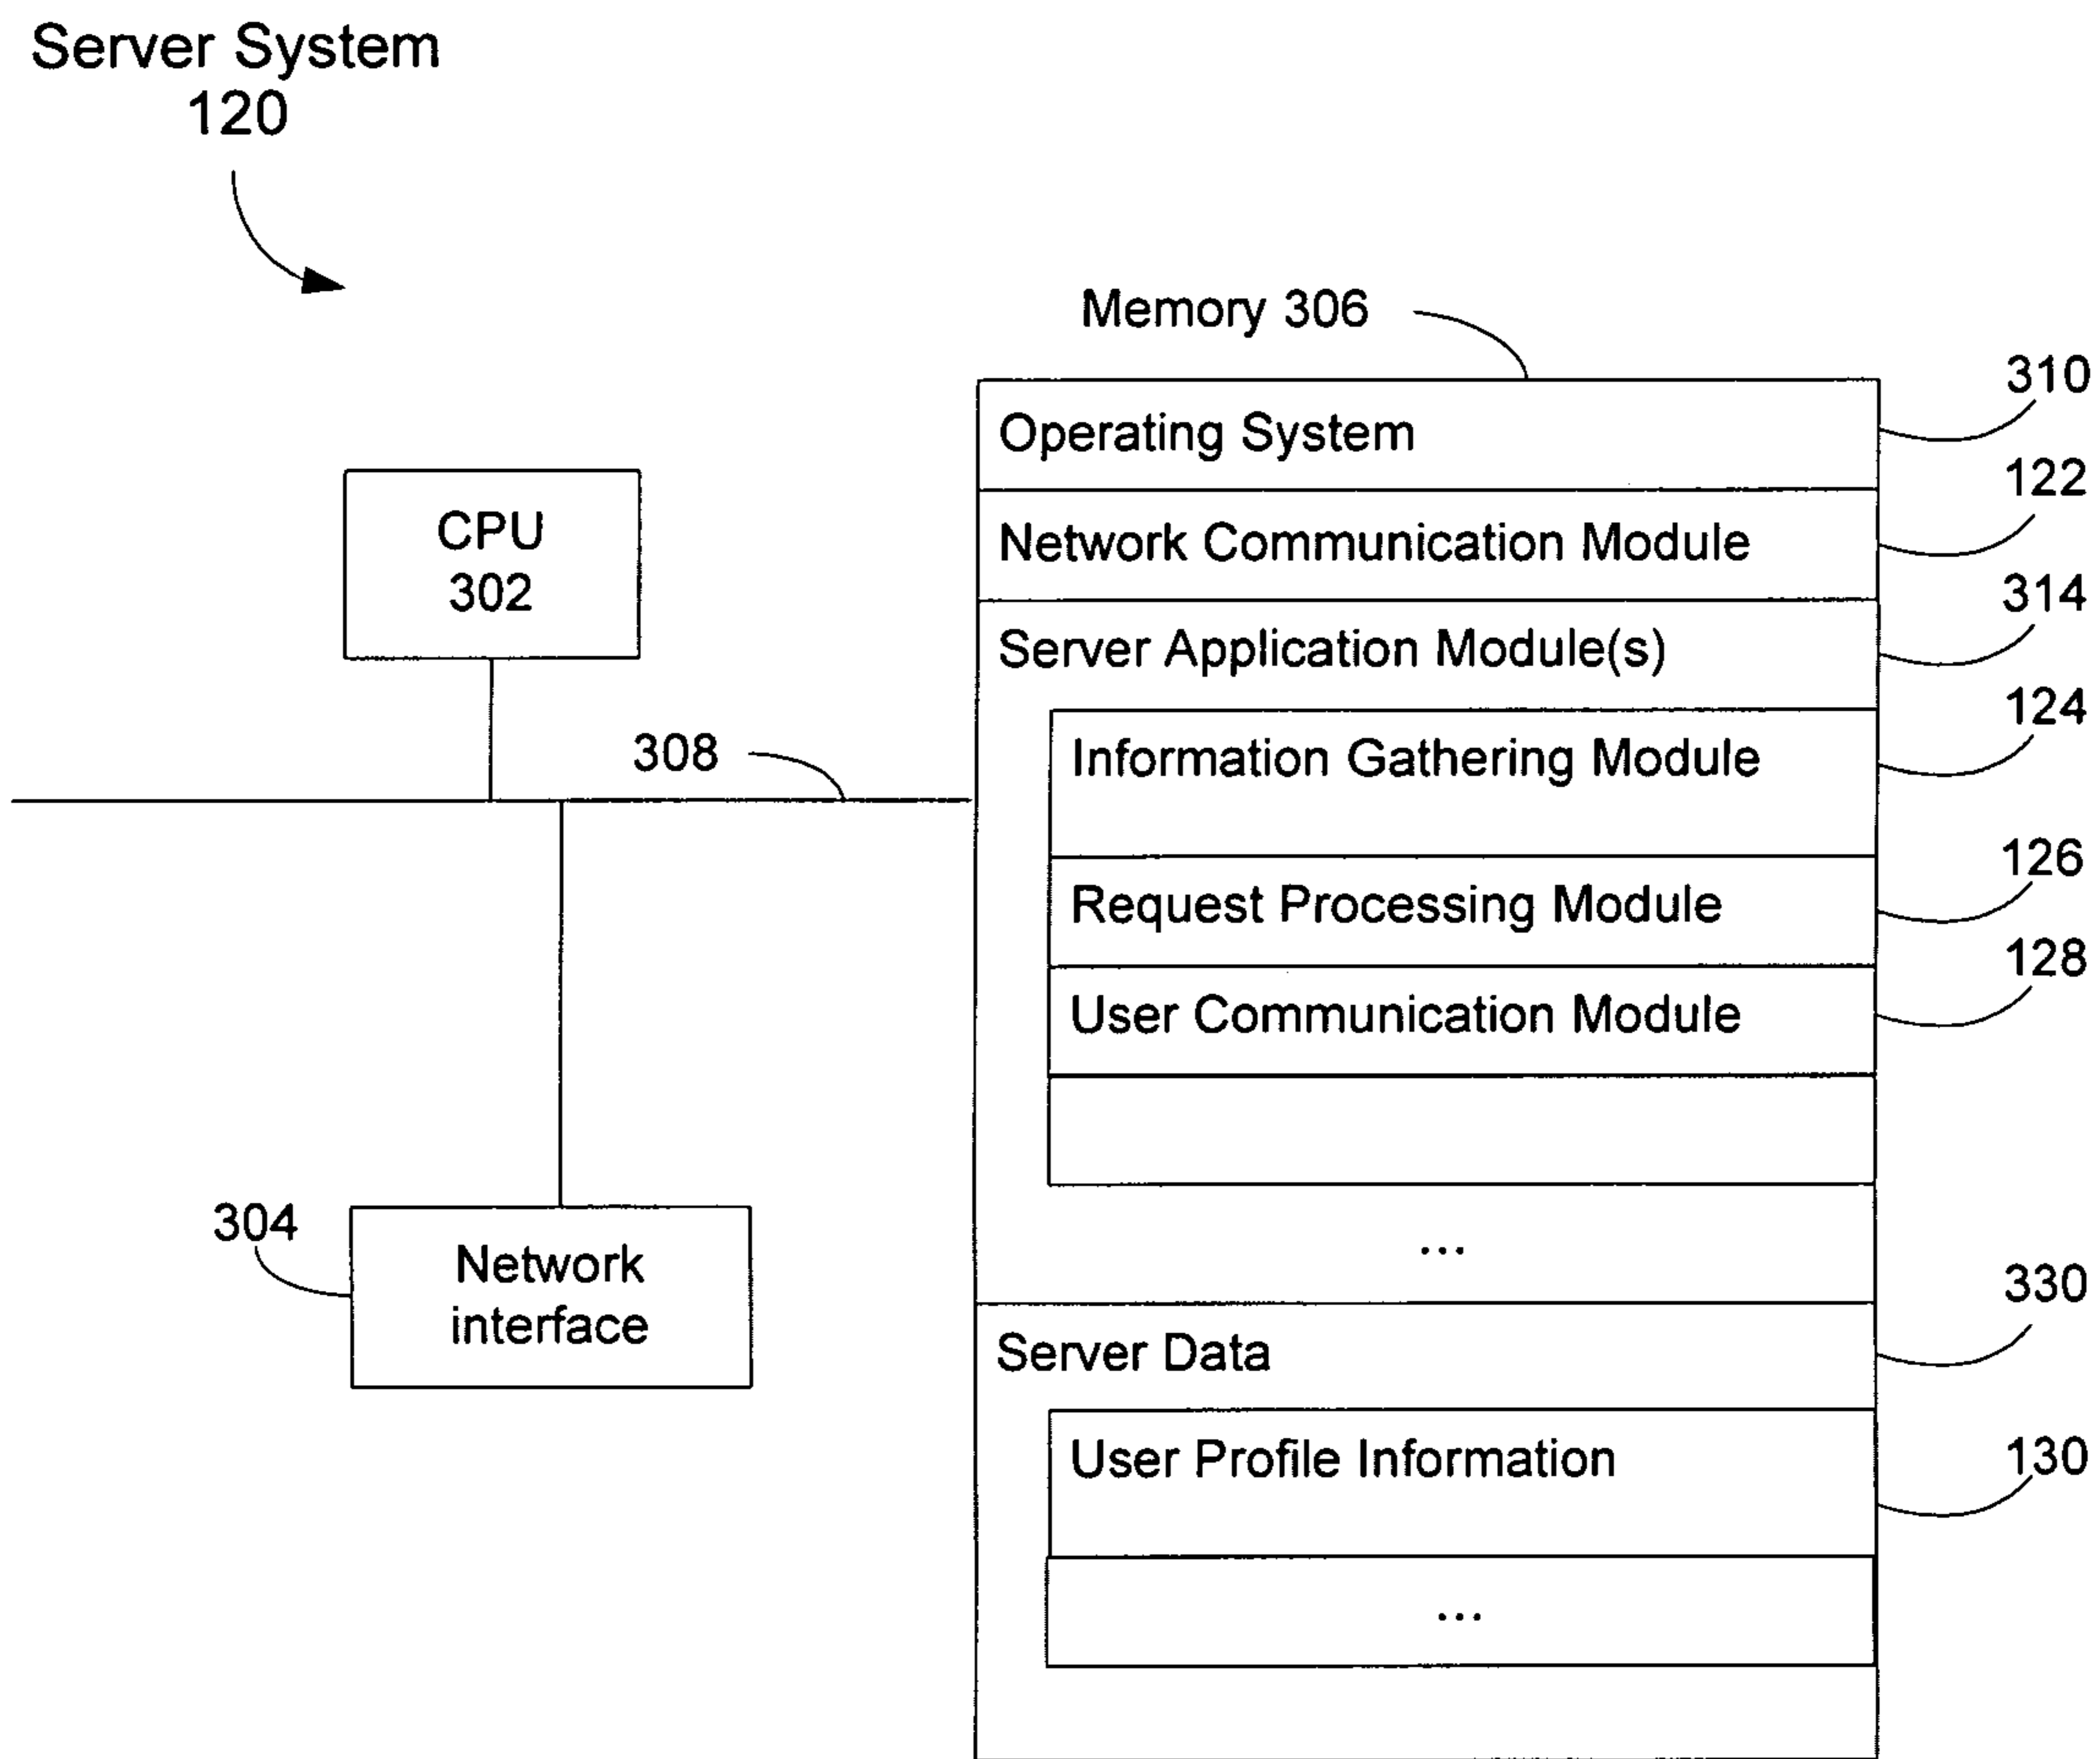 Server System
120
Memory 306
310
Operating System
122
Network Communication Module
CPU
302
314
Server Application Module(s)
124
Information Gathering Module
308
126
Request Processing Module
128
User Communication Module
...
304
Network
interface
330
Server Data
130
User Profile Information
...